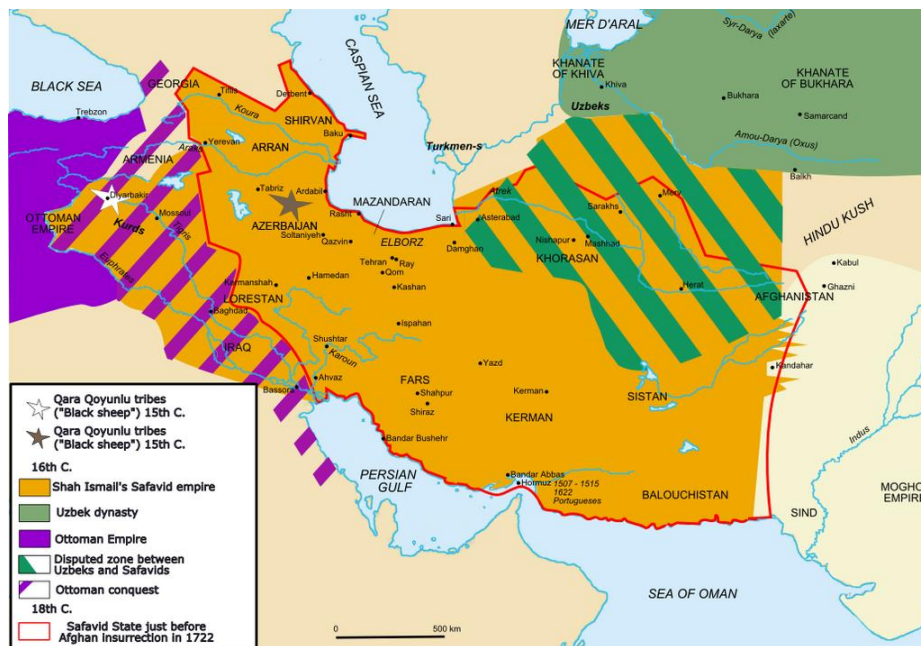 MER D'ARAL
Syr-Darya (Iaxarte)
KHANATE
OF KHIVA
KHANATE
OF BUKHARA
BLACK SEA
GEORGIA
CASPIAN SEA
Khiva
Bukhara
Uzbeks
Samarcand
Tiflis
Derbent
Trebzon
Koura
SHIRVAN
Baku
Turkmen-s
Amou-Darya (Oxus)
Yerevan
ARRAN
ARMENIA
Araks
Balkh
Diyarbakir
Tabriz
Ardabil
MAZANDARAN
Atrek
Merv
Sarakhs
HINDU KUSH
OTTOMAN
EMPIRE
Kurds
Mossoul
Tigris
AZERBAIJAN
Rasht
Sari
Asterabad
Soltaniyeh
Qazvin
ELBORZ
Damghan
Nishapur
Mashhad
KHORASAN
Euphrates
Tehran
Ray
Qom
Kabul
Kermanshah
Hamedan
Kashan
Herat
AFGHANISTAN
Ghazni
LORESTAN
Baghdad
Ispahan
IRAQ
Shushtar
Karoun
Yazd
Kandahar
Bassora
Ahvaz
FARS
Shahpur
Shiraz
Kerman
KERMAN
SISTAN
Indus
Bandar Bushehr
PERSIAN
GULF
Bandar Abbas
Hormuz
1507 - 1515
1622
Portugueses
BALOUCHISTAN
SIND
MOGHO
EMPIR
SEA OF OMAN
0
500 km
Qara Qoyunlu tribes
("Black sheep") 15th C.
Qara Qoyunlu tribes
("Black sheep") 15th C.
16th C.
Shah Ismail's Safavid empire
Uzbek dynasty
Ottoman Empire
Disputed zone between
Uzbeks and Safavids
Ottoman conquest
18th C.
Safavid State just before
Afghan insurrection in 1722